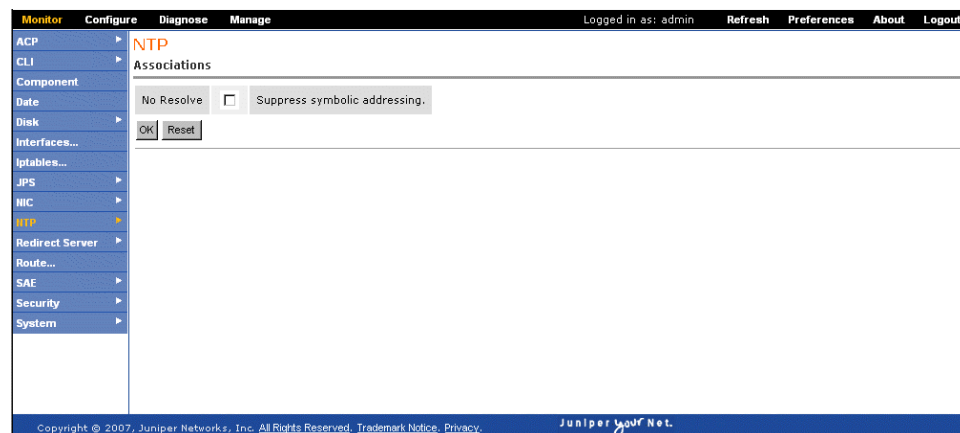 Monitor Configure Diagnose Manage Logged in as: admin Refresh Preferences About Logout
ACP
CLI
Component
Date
Disk
Interfaces...
Iptables...
JPS
NIC
NTP
Redirect Server
Route...
SAE
Security
System
NTP
Associations
No Resolve Suppress symbolic addressing.
OK Reset
Copyright © 2007, Juniper Networks, Inc. All Rights Reserved. Trademark Notice. Privacy.
Juniper your Net.